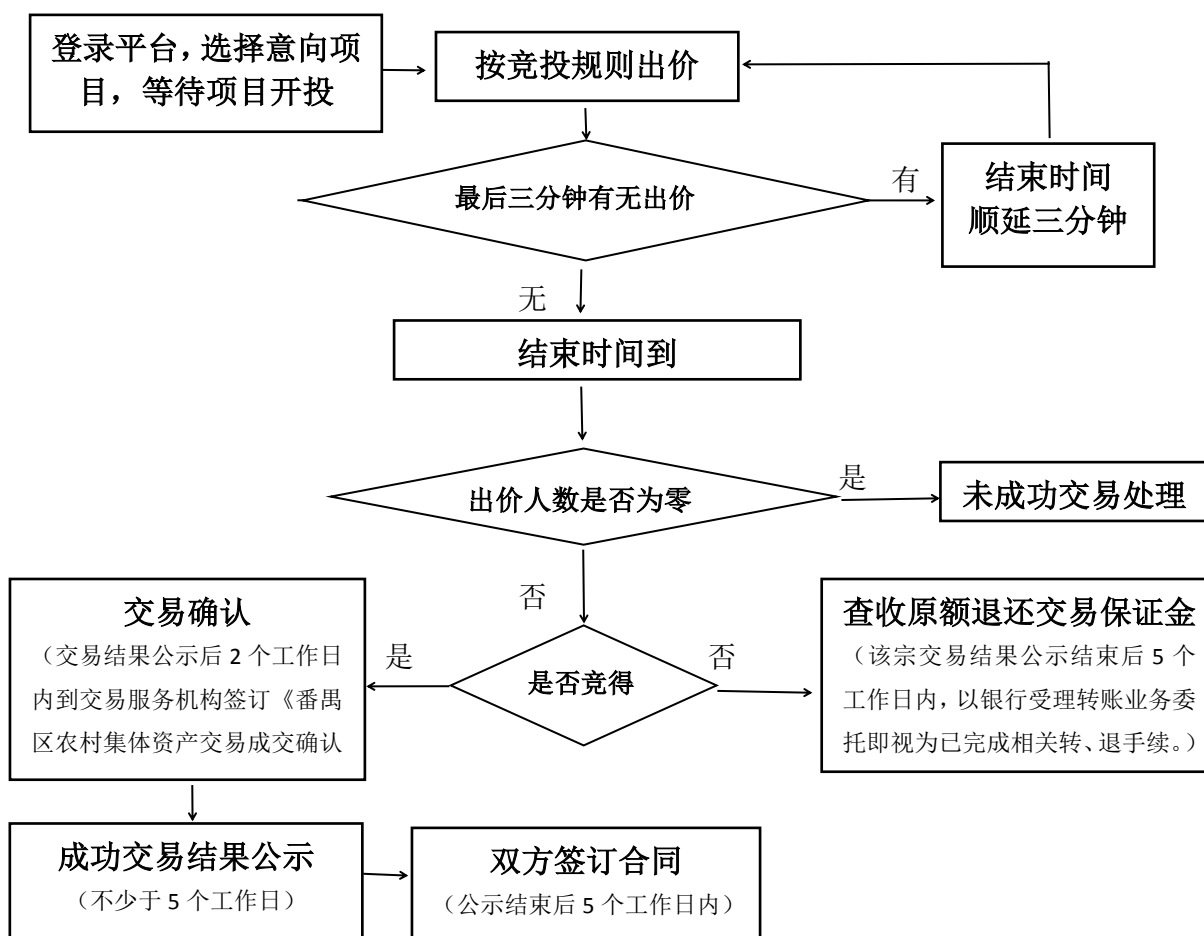 登录平台，选择意向项
目，等待项目开投
按竞投规则出价
最后三分钟有无出价
有
结束时间
顺延三分钟
无
结束时间到
出价人数是否为零
是
未成功交易处理
否
交易确认
（交易结果公示后 2 个工作日
内到交易服务机构签订《番禺
区农村集体资产交易成交确认
是
是否竞得
否
查收原额退还交易保证金
（该宗交易结果公示结束后 5 个
工作日内，以银行受理转账业务委
托即视为已完成相关转、退手续。）
成功交易结果公示
（不少于 5 个工作日）
双方签订合同
（公示结束后 5 个工作日内）